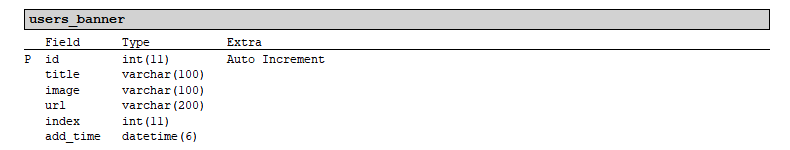 users_banner
Field Type Extra
P id int(11) Auto Increment
title varchar(100)
image varchar(100)
url varchar(200)
index int(11)
add_time datetime(6)